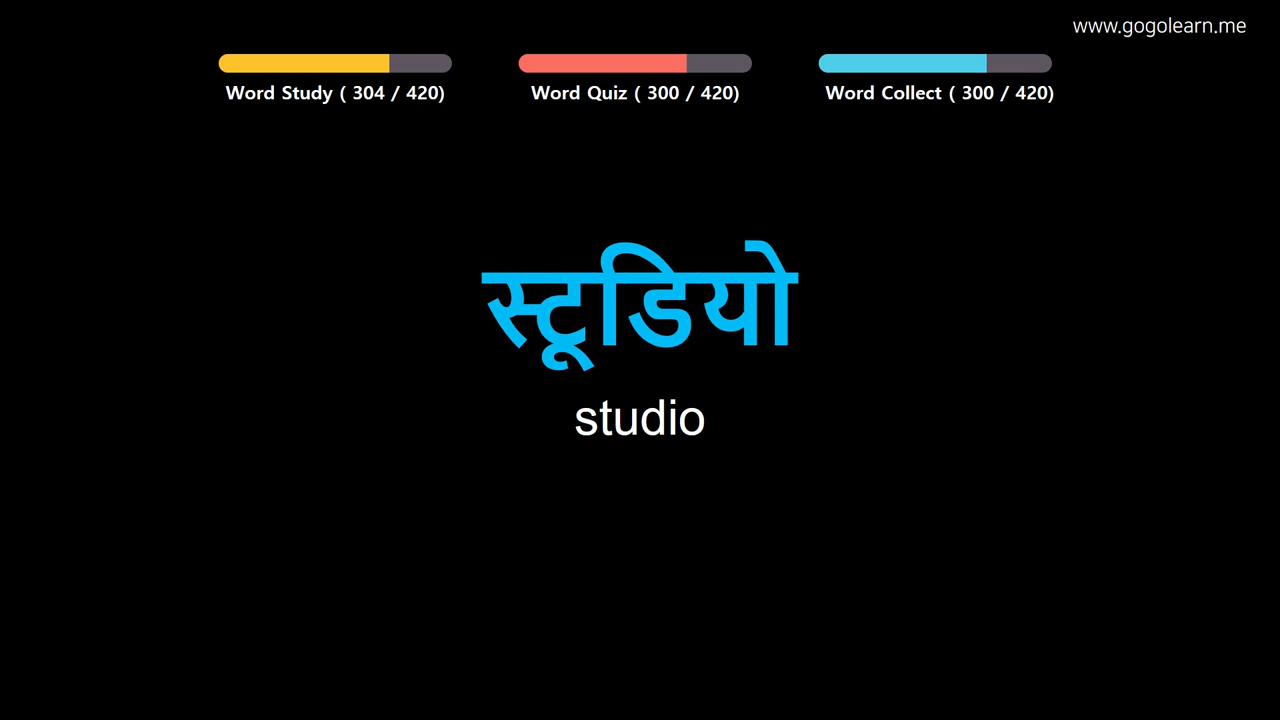 www.gogolearn.me
Word Study ( 304 / 420)
Word Quiz ( 300 / 420)
Word Collect ( 300 / 420)
स्टूडियो
studio